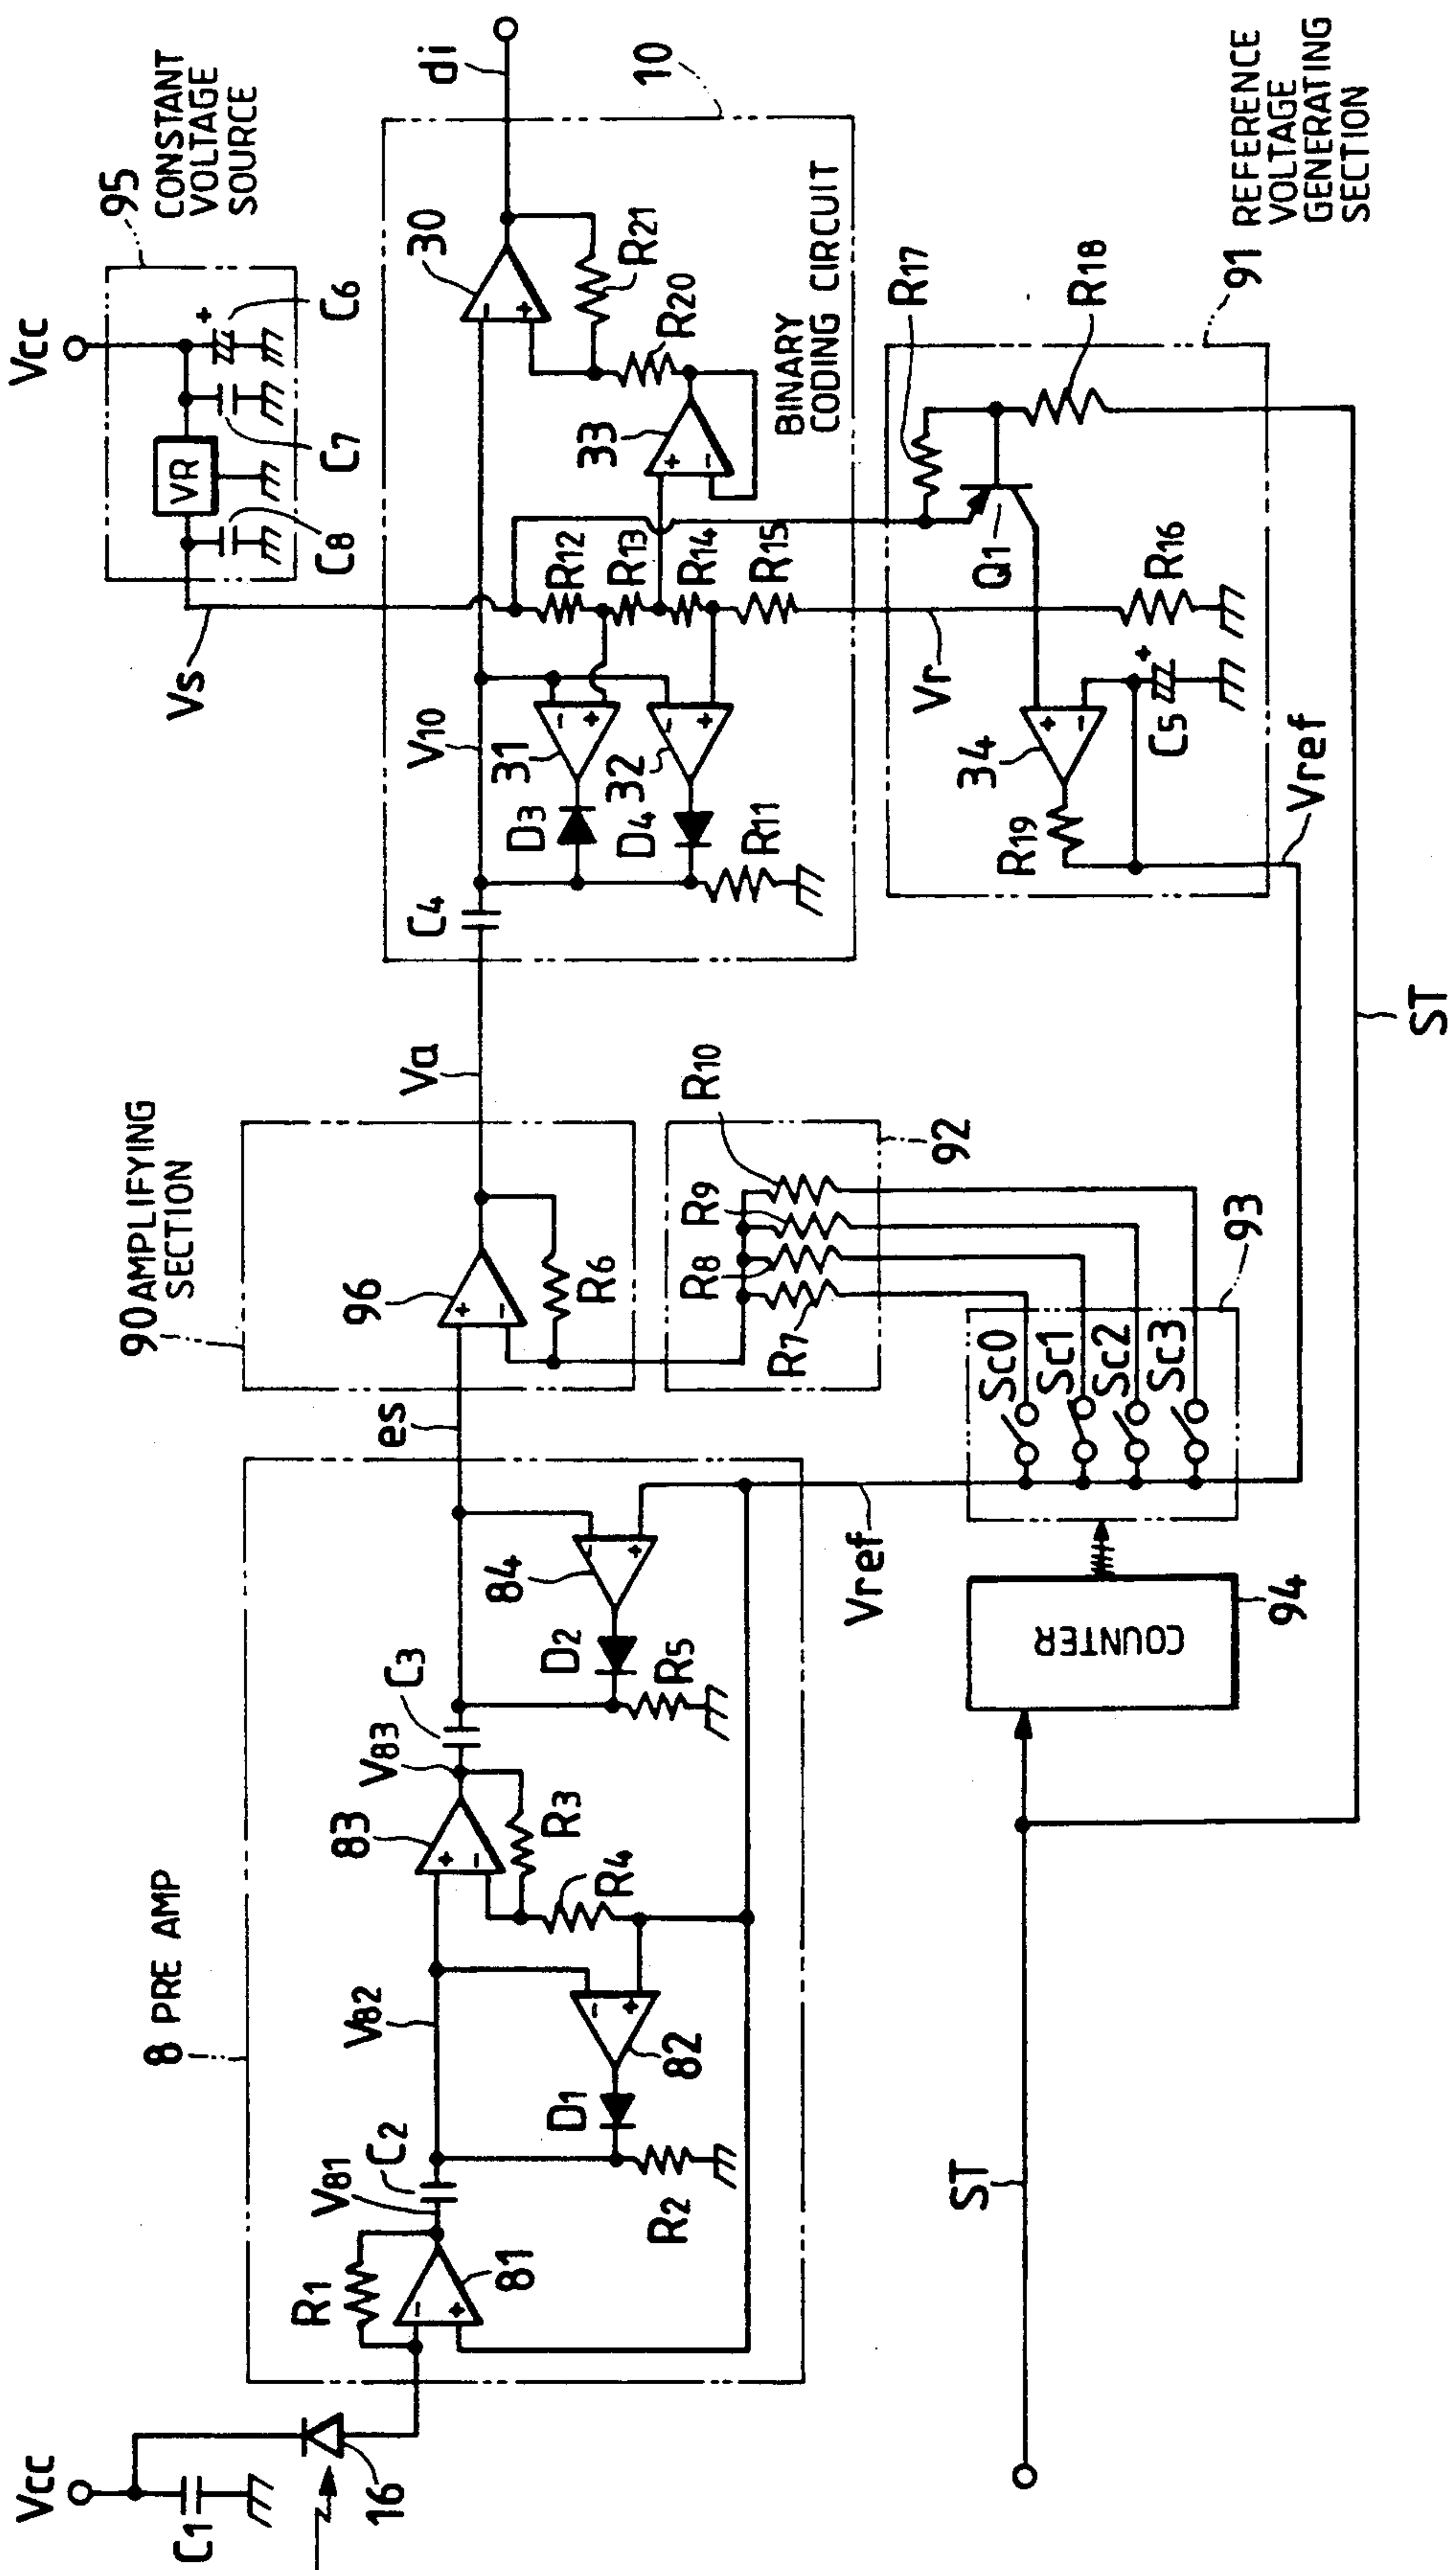 Vcc
C1
16
8 PRE AMP
R1
81
V81
C2
R2
D1
82
V82
R4
R3
83
V83
C3
R5
D2
84
es
Vref
90 AMPLIFYING
SECTION
96
R6
Va
92
R7
R8
R9
R10
93
Sc0
Sc1
Sc2
Sc3
COUNTER
94
ST
ST
95
CONSTANT
VOLTAGE
SOURCE
Vcc
VR
C6
C7
C8
Vs
10
BINARY
CODING CIRCUIT
C4
V10
31
32
D3
D4
R11
R12
R13
R14
R15
33
30
R20
R21
di
91 REFERENCE
VOLTAGE
GENERATING
SECTION
R17
R18
Q1
R16
Vr
34
C5
R19
Vref
+
+
+
+
−
+
−
+
−
+
−
+
−
+
−
+
−
+
−
+
−
+
−
+
−